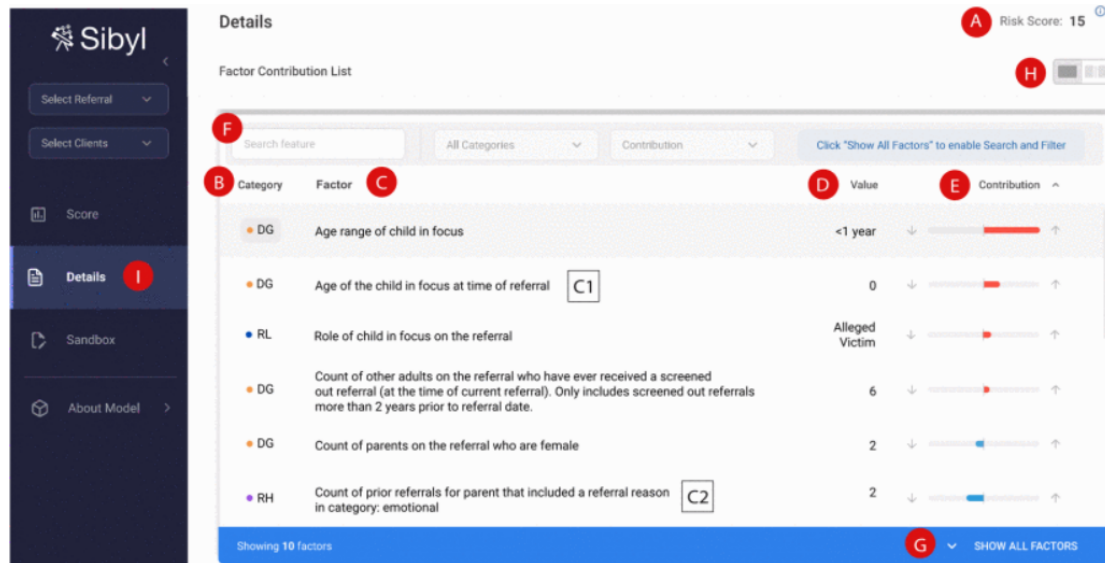 Sibyl
Select Referral
Select Clients
Score
Details
I
Sandbox
About Model
Details
A
Risk Score: 15
Factor Contribution List
H
F
Search feature
All Categories
Contribution
Click "Show All Factors" to enable Search and Filter
B
Category
Factor
C
D
Value
E
Contribution
DG
Age range of child in focus
<1 year
DG
Age of the child in focus at time of referral
C1
0
RL
Role of child in focus on the referral
Alleged
Victim
DG
Count of other adults on the referral who have ever received a screened
out referral (at the time of current referral). Only includes screened out referrals
more than 2 years prior to referral date.
6
DG
Count of parents on the referral who are female
2
RH
Count of prior referrals for parent that included a referral reason
in category: emotional
C2
2
Showing 10 factors
G
SHOW ALL FACTORS